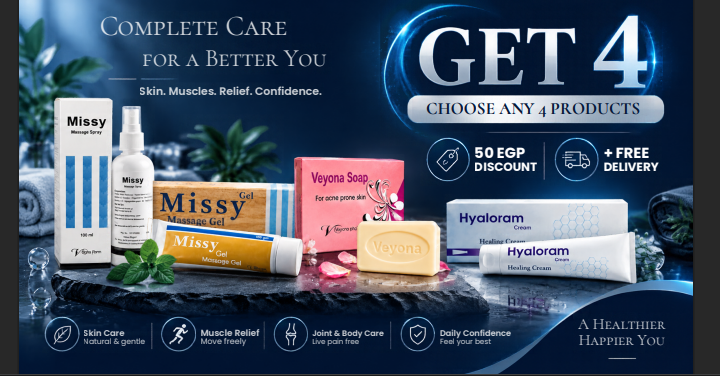 COMPLETE CARE
FOR A BETTER YOU
Skin. Muscles. Relief. Confidence.
GET 4
CHOOSE ANY 4 PRODUCTS
50 EGP
DISCOUNT
+ FREE
DELIVERY
Missy
Massage Spray
100 ml
Missy
Massage Spray
Missy Gel
Massage Gel
Missy
Gel
Massage Gel
Veyona Soap
For acne prone skin
Veyona
Hyaloram
Cream
Healing Cream
Hyaloram
Cream
Healing Cream
Skin Care
Natural & gentle
Muscle Relief
Move freely
Joint & Body Care
Live pain free
Daily Confidence
Feel your best
A HEALTHIER
HAPPIER YOU